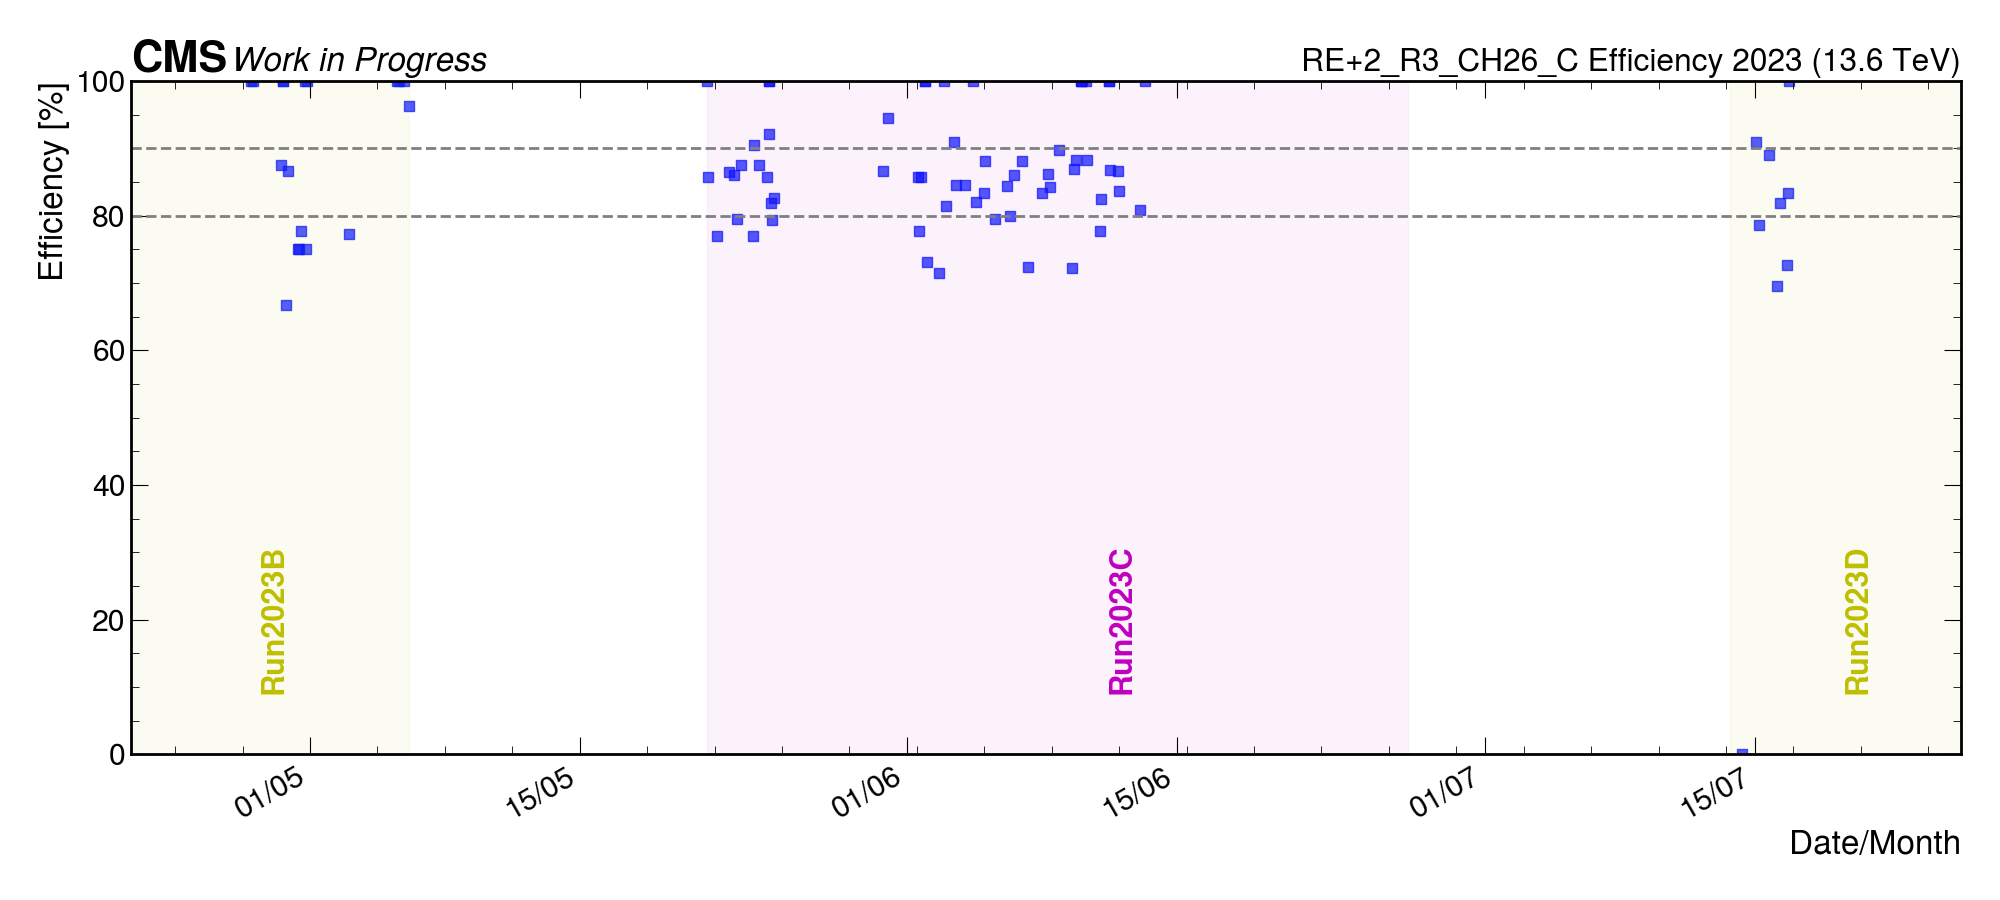 CMS Work in Progress
RE+2_R3_CH26_C Efficiency 2023 (13.6 TeV)
Efficiency [%]
100
80
60
40
20
0
Run2023B
Run2023C
Run2023D
01/05
15/05
01/06
15/06
01/07
15/07
Date/Month